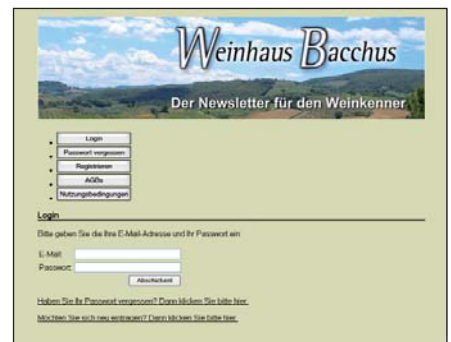 Weinhaus Bacchus
Der Newsletter für den Weinkenner
Login
Passwort vergessen
Registrieren
AGBs
Nutzungsbedingungen
Login
Bitte geben Sie die Ihre E-Mail-Adresse und Ihr Passwort ein:
E-Mail:
Passwort:
Abschicken!
Haben Sie Ihr Passwort vergessen? Dann klicken Sie bitte hier.
Möchten Sie sich neu eintragen? Dann klicken Sie bitte hier.